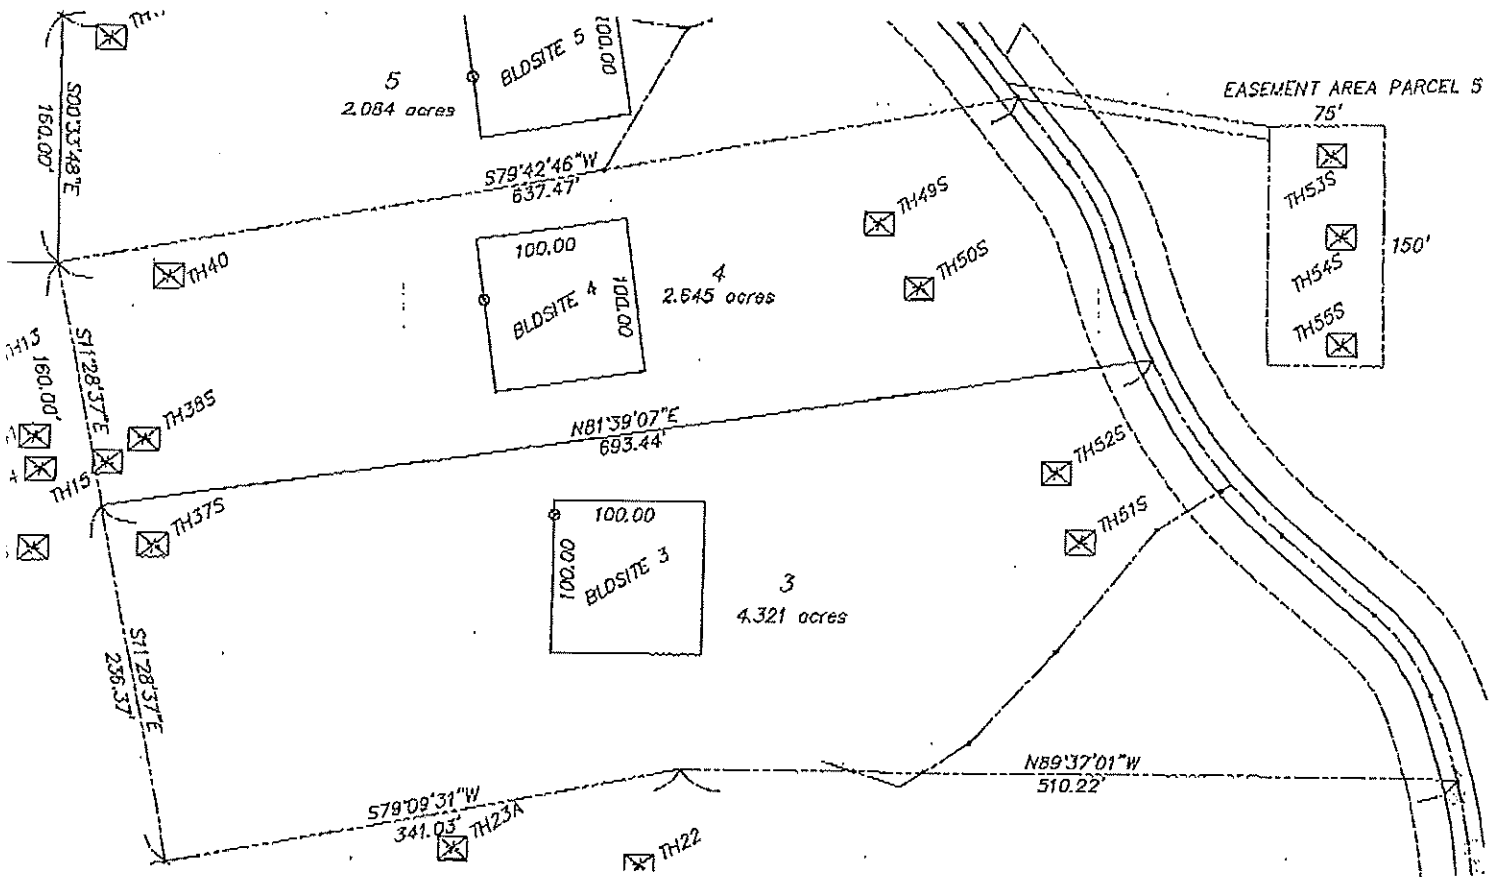 5
2.084 acres
BLDSITE 5
100.00
EASEMENT AREA PARCEL 5
75'
150'
TH53S
TH54S
TH55S
S00°33'48"E
160.00'
S79°42'46"W
637.47'
TH40
100.00
100.00
BLDSITE 4
4
2.645 acres
TH49S
TH50S
TH13
S11°28'37"E
160.00'
TH38S
TH15
TH37S
N81°39'07"E
693.44'
TH52S
TH51S
100.00
100.00
BLDSITE 3
3
4.321 acres
S11°28'37"E
236.37'
S79°09'31"W
341.03'
TH23A
TH22
N89°37'01"W
510.22'